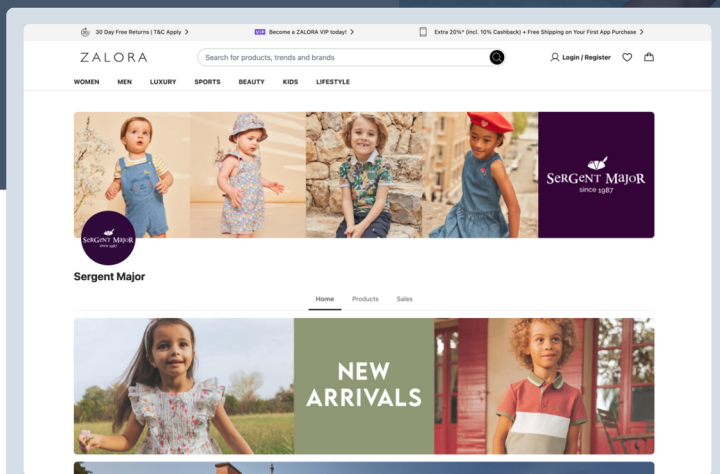 30 Day Free Returns | T&C Apply
VIP Become a ZALORA VIP today!
Extra 20%* (incl. 10% Cashback) + Free Shipping on Your First App Purchase
ZALORA
Search for products, trends and brands
Login / Register
WOMEN MEN LUXURY SPORTS BEAUTY KIDS LIFESTYLE
SERGENT MAJOR
since 1987
SERGENT MAJOR
since 1987
Sergent Major
Home Products Sales
NEW
ARRIVALS